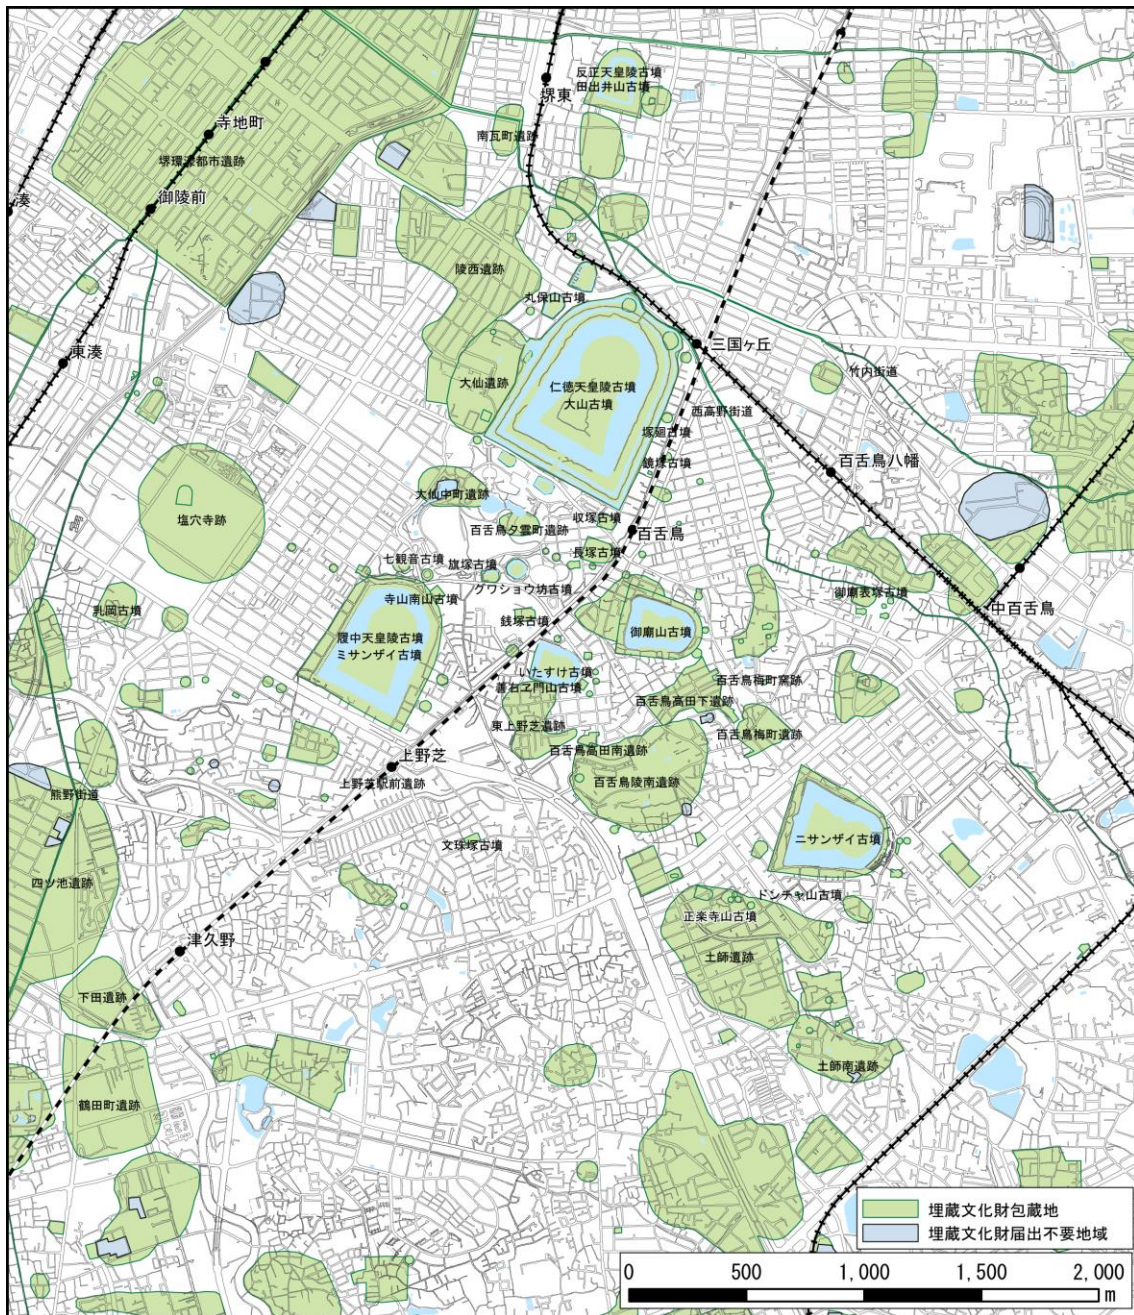 反正天皇陵古墳
田出井山古墳
堺東
寺地町
南瓦町遺跡
堺環濠都市遺跡
湊
御陵前
陵西遺跡
丸保山古墳
三国ヶ丘
東湊
大仙遺跡
仁徳天皇陵古墳
大山古墳
竹内街道
西高野街道
塚廻古墳
鏡塚古墳
百舌鳥八幡
大仙中町遺跡
塩穴寺跡
収塚古墳
百舌鳥夕雲町遺跡
百舌鳥
長塚古墳
七観音古墳
旗塚古墳
グワショウ坊古墳
御廟表塚古墳
寺山南山古墳
乳岡古墳
中百舌鳥
銭塚古墳
御廟山古墳
履中天皇陵古墳
ミサンザイ古墳
いたすけ古墳
善右ヱ門山古墳
百舌鳥梅町窯跡
百舌鳥高田下遺跡
東上野芝遺跡
百舌鳥梅町遺跡
百舌鳥高田南遺跡
上野芝
上野芝駅前遺跡
百舌鳥陵南遺跡
熊野街道
文珠塚古墳
ニサンザイ古墳
四ツ池遺跡
ドンチャ山古墳
正楽寺山古墳
津久野
土師遺跡
下田遺跡
土師南遺跡
鶴田町遺跡
埋蔵文化財包蔵地
埋蔵文化財届出不要地域
0 500 1,000 1,500 2,000
m